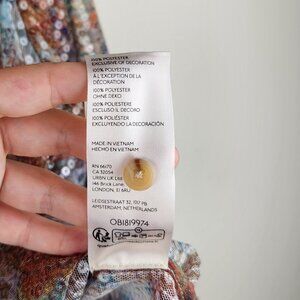 100% POLYESTER
EXCLUSIVE OF DECORATION
100% POLYESTER
À L'EXCEPTION DE LA
DÉCORATION
100% POLYESTER
OHNE DEKO
100% POLIESTERE
ESCLUSO IL DECORO
100% POLIÉSTER
EXCLUYENDO LA DECORACIÓN
MADE IN VIETNAM
HECHO EN VIETNAM
RN 66170
CA 32054
URBN UK Ltd
146 Brick Lane,
LONDON, E1 6RU
LEIDSESTRAAT 32, 1017 PB
AMSTERDAM, NETHERLANDS
OB1819974